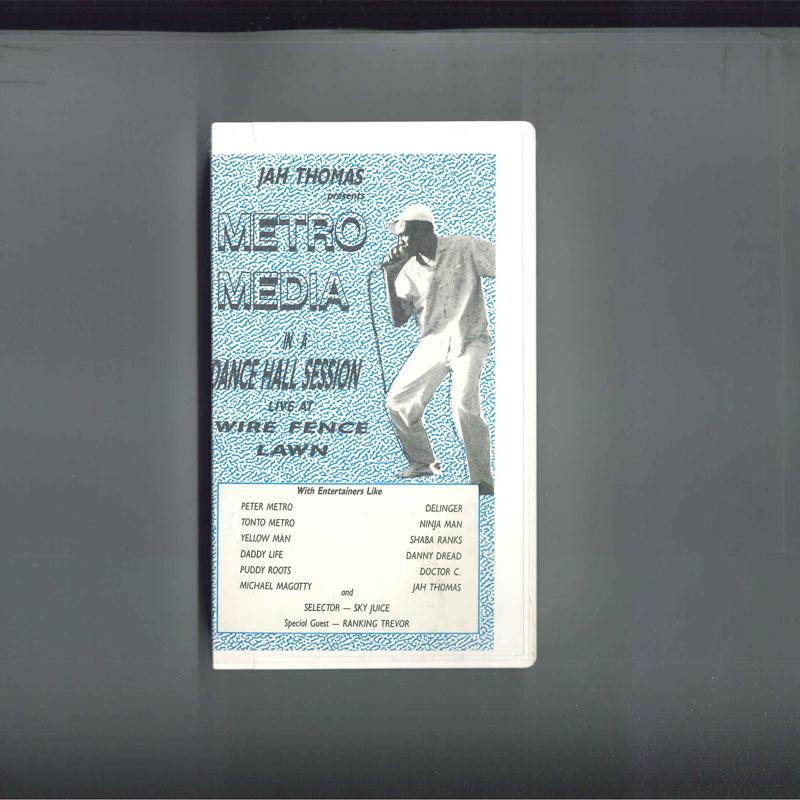 JAH THOMAS
presents
METRO
MEDIA
IN A
DANCE HALL SESSION
LIVE AT
WIRE FENCE
LAWN
With Entertainers Like
PETER METRO DELINGER
TONTO METRO NINJA MAN
YELLOW MAN SHABA RANKS
DADDY LIFE DANNY DREAD
PUDDY ROOTS DOCTOR C.
MICHAEL MAGOTTY JAH THOMAS
and
SELECTOR — SKY JUICE
Special Guest — RANKING TREVOR